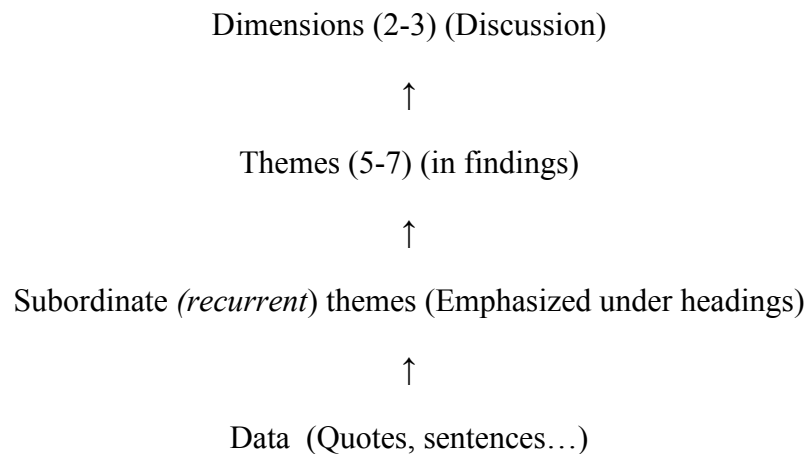 Dimensions (2-3) (Discussion)
↑
Themes (5-7) (in findings)
↑
Subordinate (recurrent) themes (Emphasized under headings)
↑
Data (Quotes, sentences…)